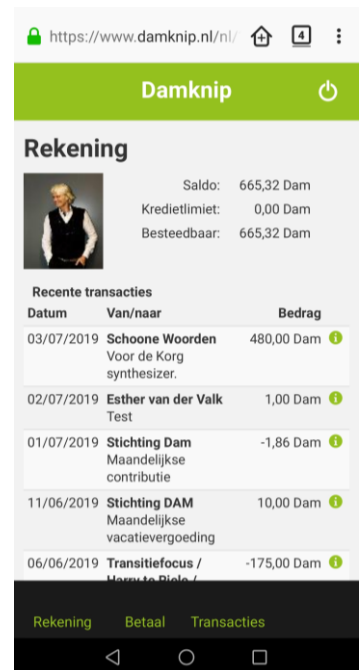 https://www.damknip.nl/nl/ 4
Damknip
Rekening
Saldo: 665,32 Dam
Kredietlimiet: 0,00 Dam
Besteedbaar: 665,32 Dam
Recente transacties
Datum Van/naar Bedrag
03/07/2019 Schoone Woorden 480,00 Dam i
Voor de Korg
synthesizer.
02/07/2019 Esther van der Valk 1,00 Dam i
Test
01/07/2019 Stichting Dam -1,86 Dam i
Maandelijkse
contributie
11/06/2019 Stichting DAM 10,00 Dam i
Maandelijkse
vacatievergoeding
06/06/2019 Transitiefocus / -175,00 Dam i
Rekening Betaal Transacties